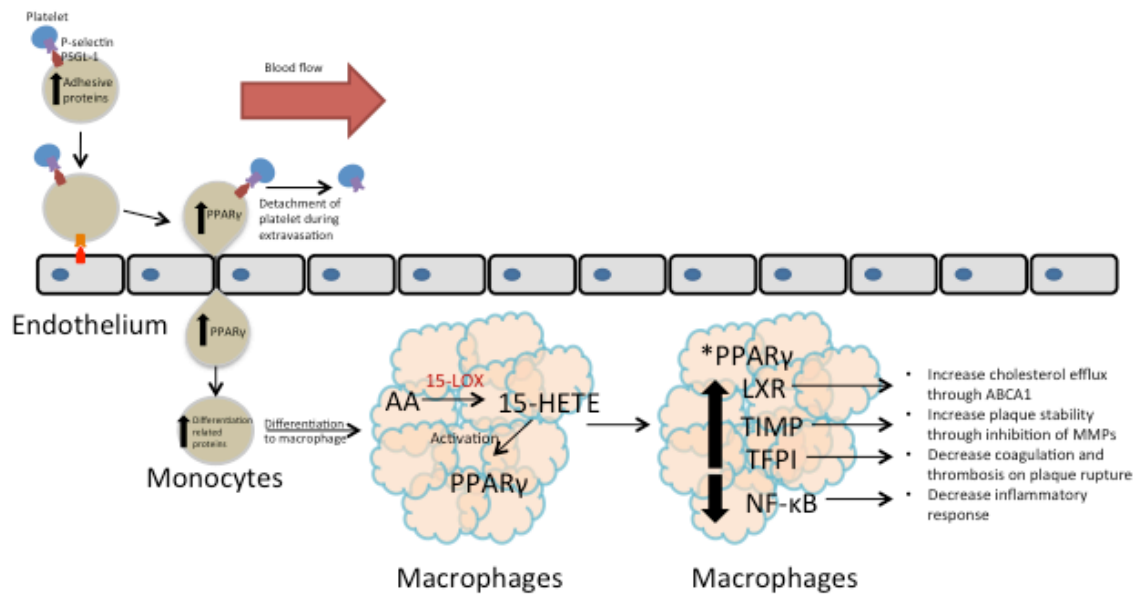 Platelet
P-selectin
PSGL-1
Adhesive
proteins
Blood flow
PPARγ
Detachment of
platelet during
extravasation
Endothelium
PPARγ
Differentiation
related
proteins
Differentiation
to macrophage
Monocytes
15-LOX
AA
15-HETE
Activation
PPARγ
Macrophages
*PPARγ
LXR
TIMP
TFPI
NF-κB
Macrophages
• Increase cholesterol efflux
through ABCA1
• Increase plaque stability
through inhibition of MMPs
• Decrease coagulation and
thrombosis on plaque rupture
• Decrease inflammatory
response